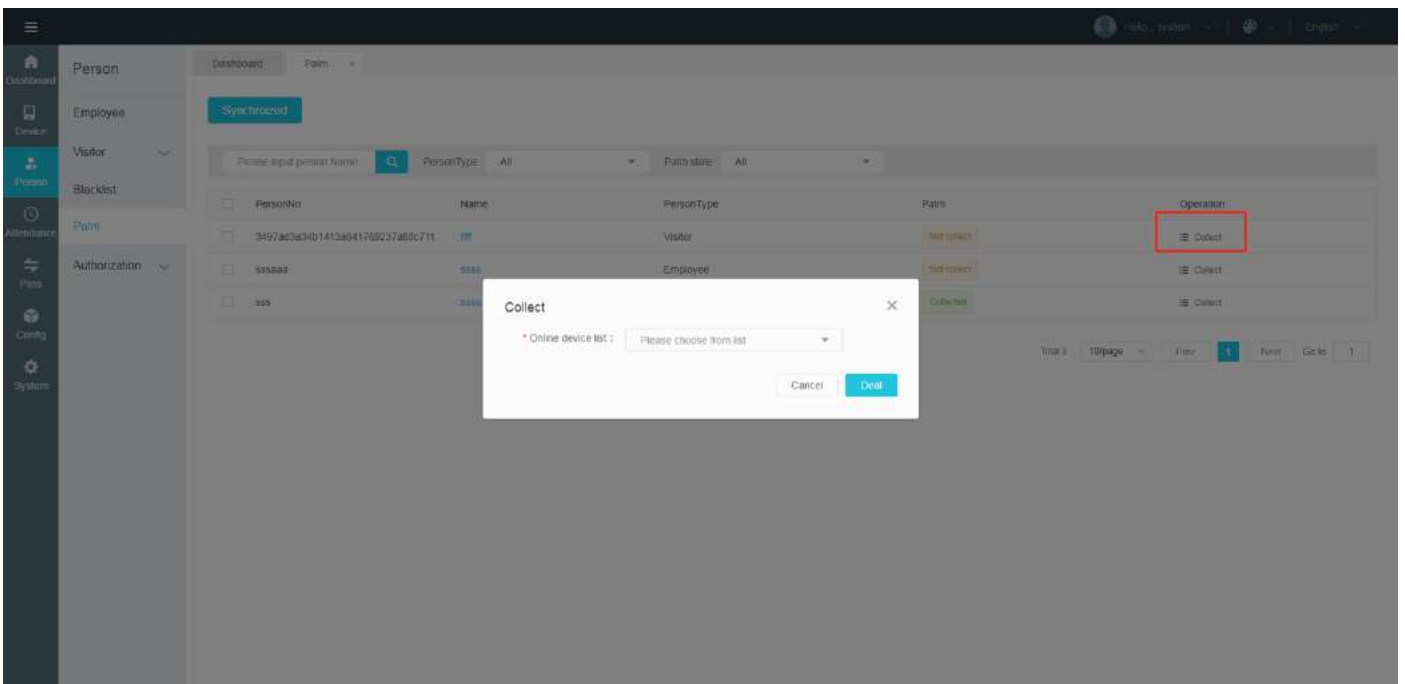 Hello , system
English
Dashboard
Device
Person
Attendance
Pass
Config
System
Person
Employee
Visitor
Blacklist
Palm
Authorization
Dashboard Palm ×
Synchroized
Please input person Name PersonType All Palm state All
PersonNo Name PersonType Palm Operation
ffff Visitor Not collect Collect
sssaaa ssss Employee Not collect Collect
sss Collected Collect
Collect ×
* Online device list : Please choose from list
Cancel Deal
Total 3 10/page Prev 1 Next Go to 1